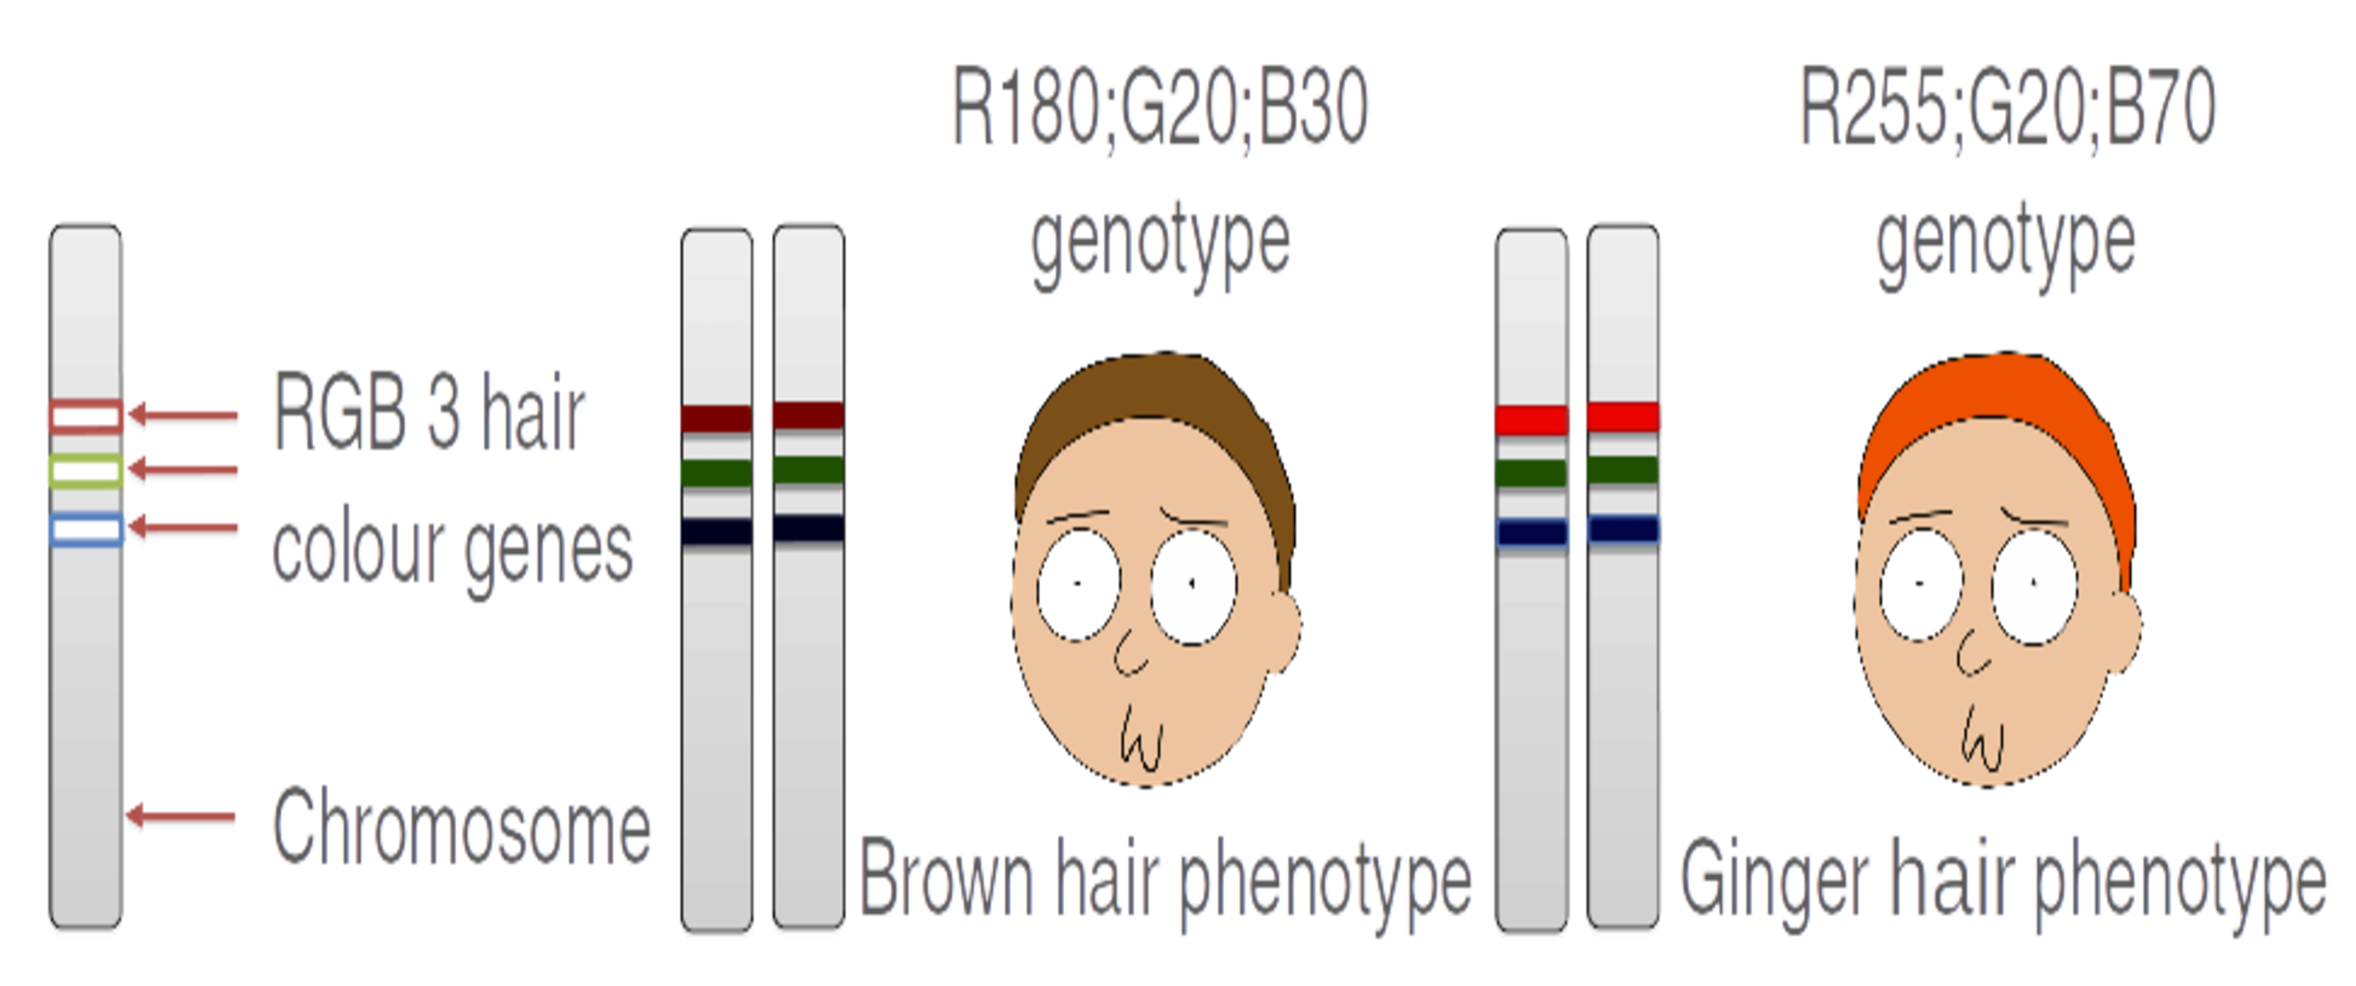 RGB 3 hair
colour genes
Chromosome
R180;G20;B30
genotype
Brown hair phenotype
R255;G20;B70
genotype
Ginger hair phenotype